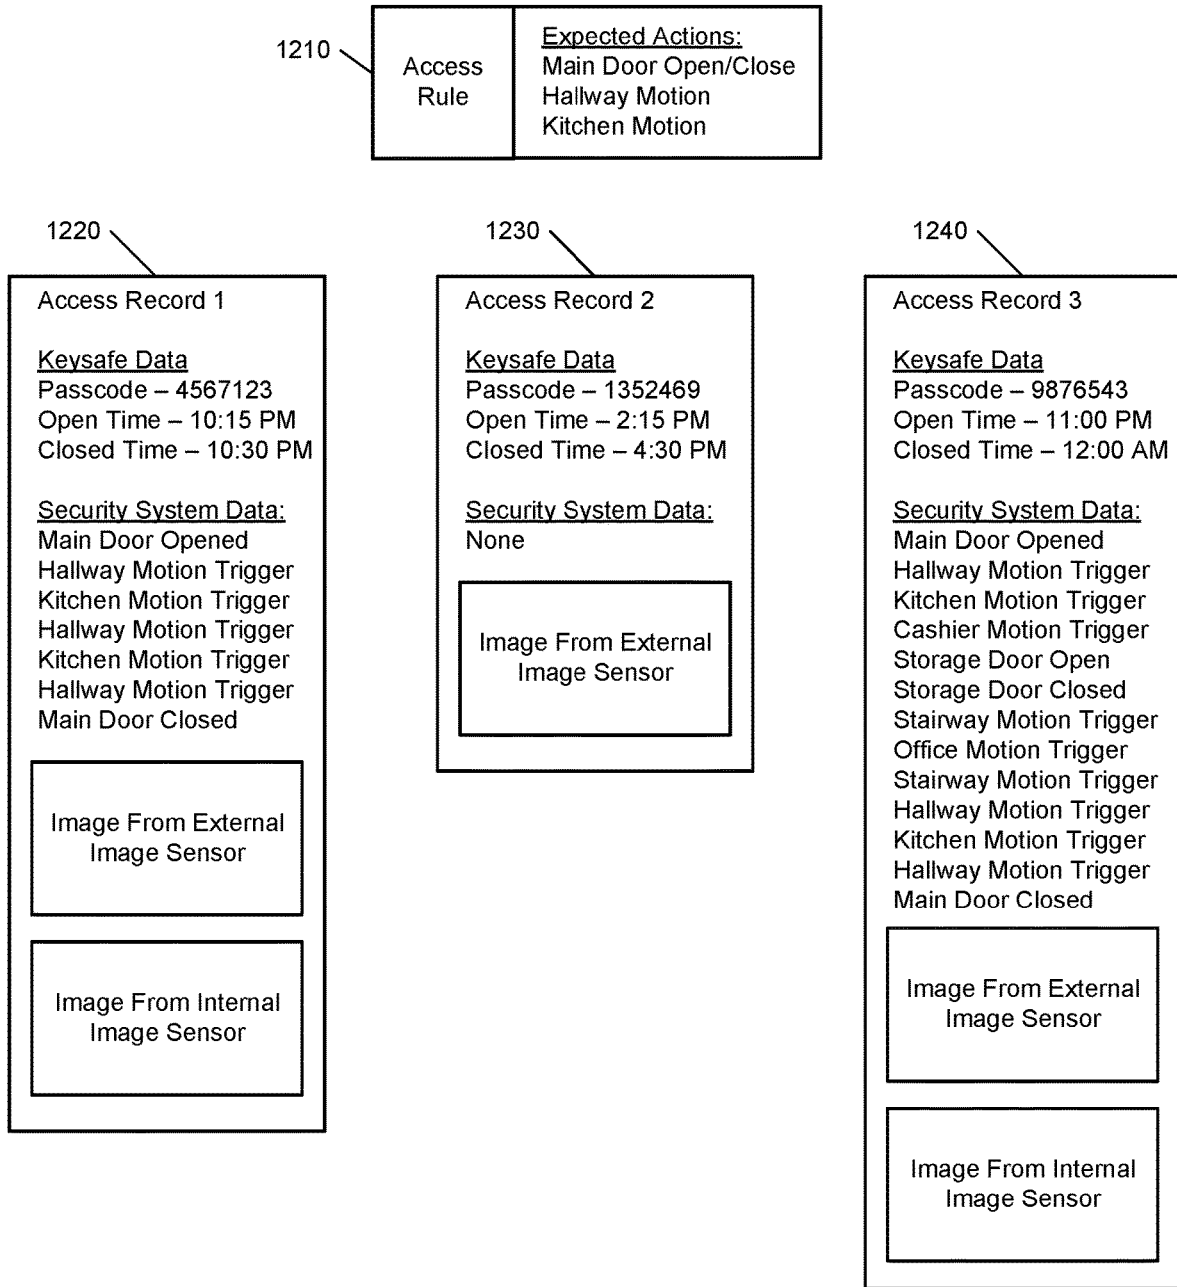 1210
Access
Rule
Expected Actions:
Main Door Open/Close
Hallway Motion
Kitchen Motion
1220
Access Record 1
Keysafe Data
Passcode – 4567123
Open Time – 10:15 PM
Closed Time – 10:30 PM
Security System Data:
Main Door Opened
Hallway Motion Trigger
Kitchen Motion Trigger
Hallway Motion Trigger
Kitchen Motion Trigger
Hallway Motion Trigger
Main Door Closed
Image From External
Image Sensor
Image From Internal
Image Sensor
1230
Access Record 2
Keysafe Data
Passcode – 1352469
Open Time – 2:15 PM
Closed Time – 4:30 PM
Security System Data:
None
Image From External
Image Sensor
1240
Access Record 3
Keysafe Data
Passcode – 9876543
Open Time – 11:00 PM
Closed Time – 12:00 AM
Security System Data:
Main Door Opened
Hallway Motion Trigger
Kitchen Motion Trigger
Cashier Motion Trigger
Storage Door Open
Storage Door Closed
Stairway Motion Trigger
Office Motion Trigger
Stairway Motion Trigger
Hallway Motion Trigger
Kitchen Motion Trigger
Hallway Motion Trigger
Main Door Closed
Image From External
Image Sensor
Image From Internal
Image Sensor